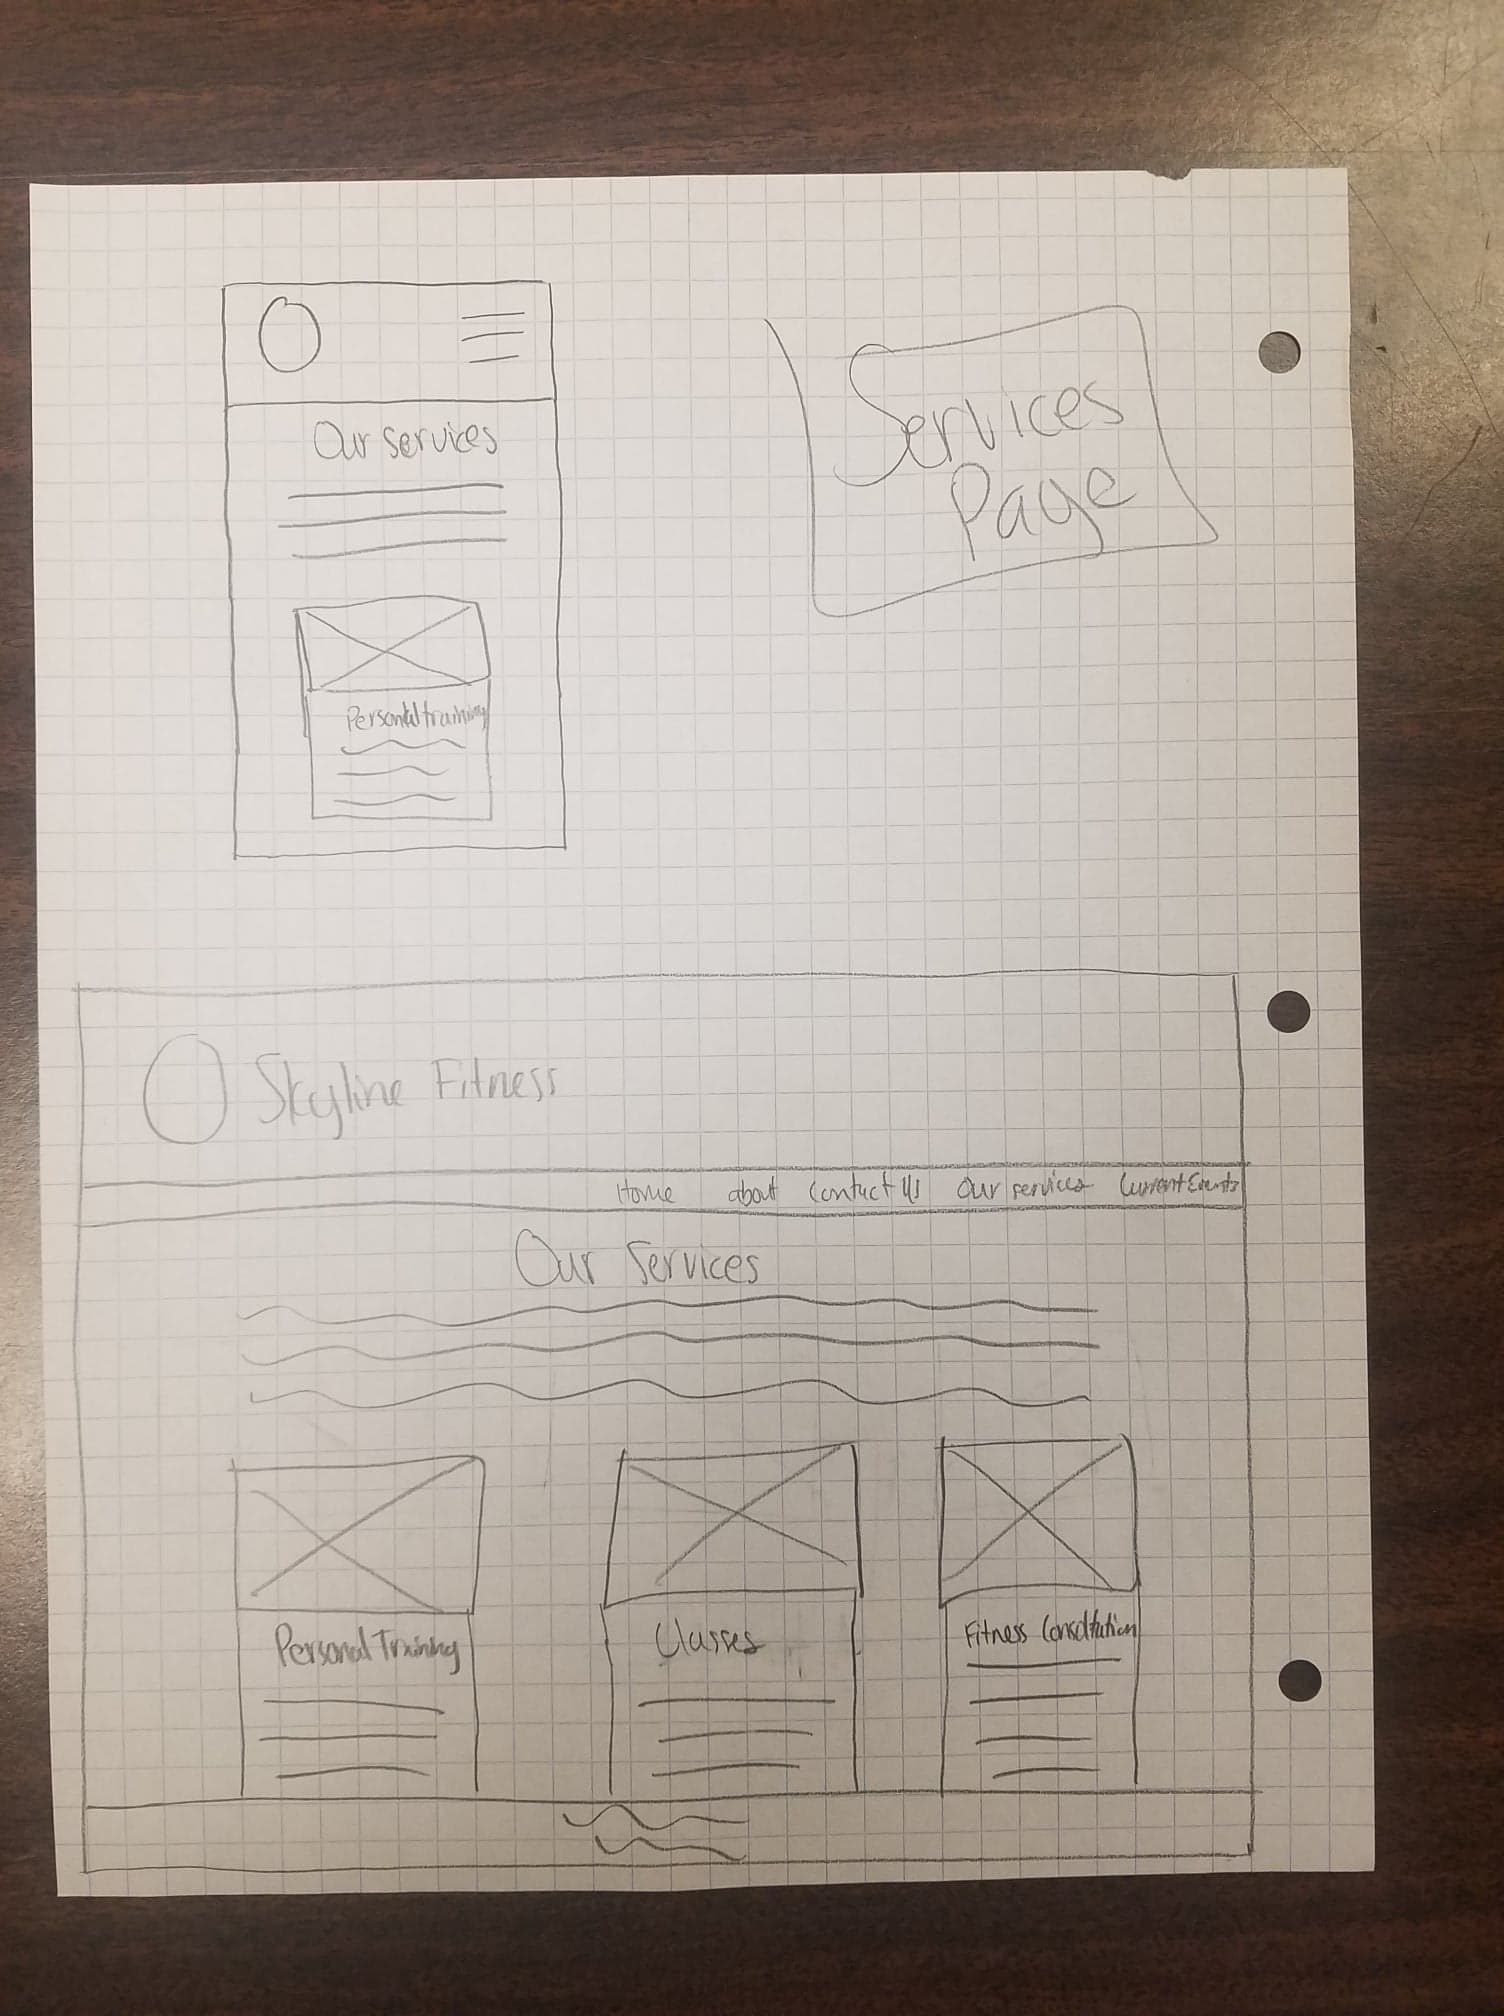 Our Services
Personal training
Services
Page
Skyline Fitness
Home about Contact Us Our services Current Events
Our Services
Personal Training
Classes
Fitness Consultation